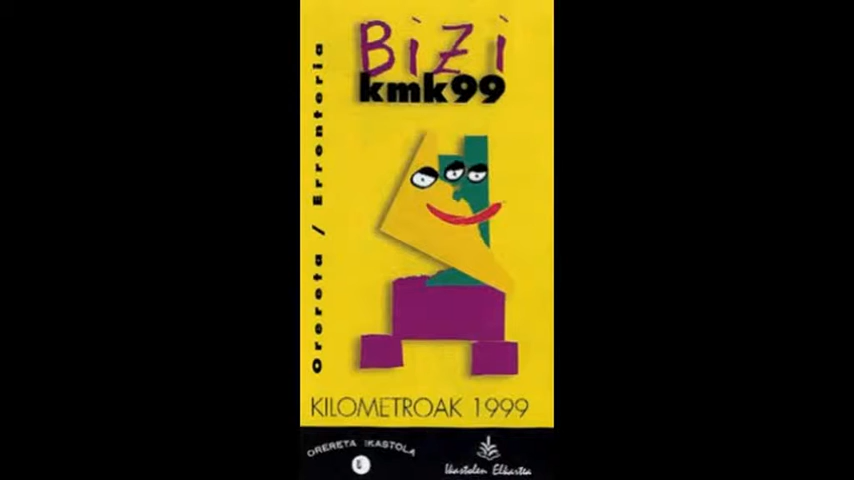 BiZi
kmk99
Orereta / Errenteria
KILOMETROAK 1999
ORERETA IKASTOLA
Ikastolen Elkartea